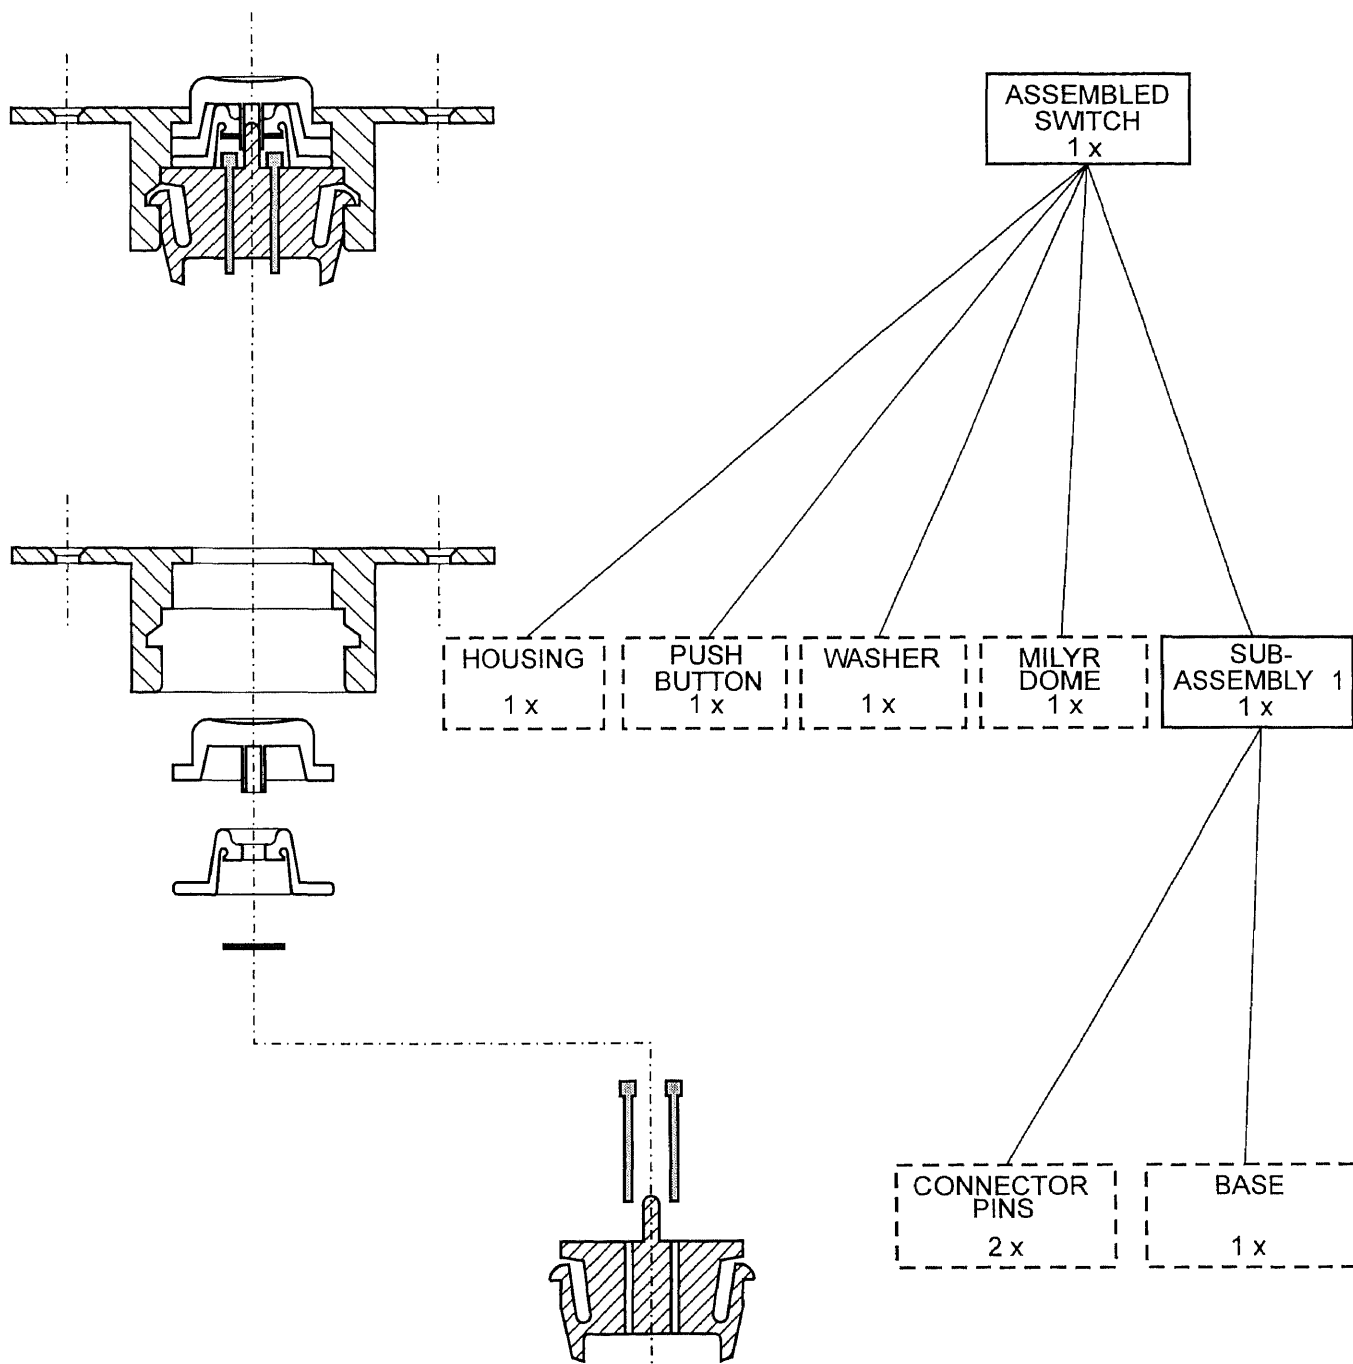 ASSEMBLED
SWITCH
1 x
HOUSING
1 x
PUSH
BUTTON
1 x
WASHER
1 x
MILYR
DOME
1 x
SUB-
ASSEMBLY 1
1 x
CONNECTOR
PINS
2 x
BASE
1 x